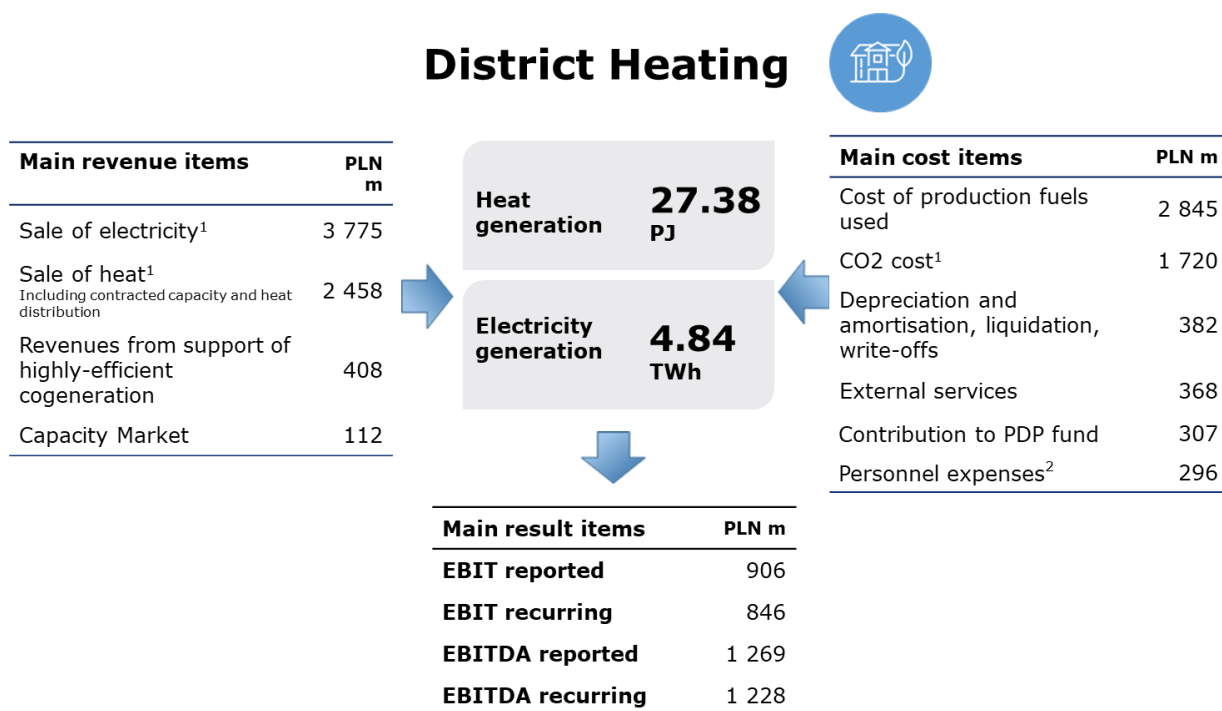 District Heating
Main revenue items PLN
m
Sale of electricity¹ 3 775
Sale of heat¹
Including contracted capacity and heat
distribution
2 458
Revenues from support of
highly-efficient
cogeneration
408
Capacity Market 112
Heat
generation
27.38
PJ
Electricity
generation
4.84
TWh
Main cost items PLN m
Cost of production fuels
used
2 845
CO2 cost¹ 1 720
Depreciation and
amortisation, liquidation,
write-offs
382
External services 368
Contribution to PDP fund 307
Personnel expenses² 296
Main result items PLN m
EBIT reported 906
EBIT recurring 846
EBITDA reported 1 269
EBITDA recurring 1 228